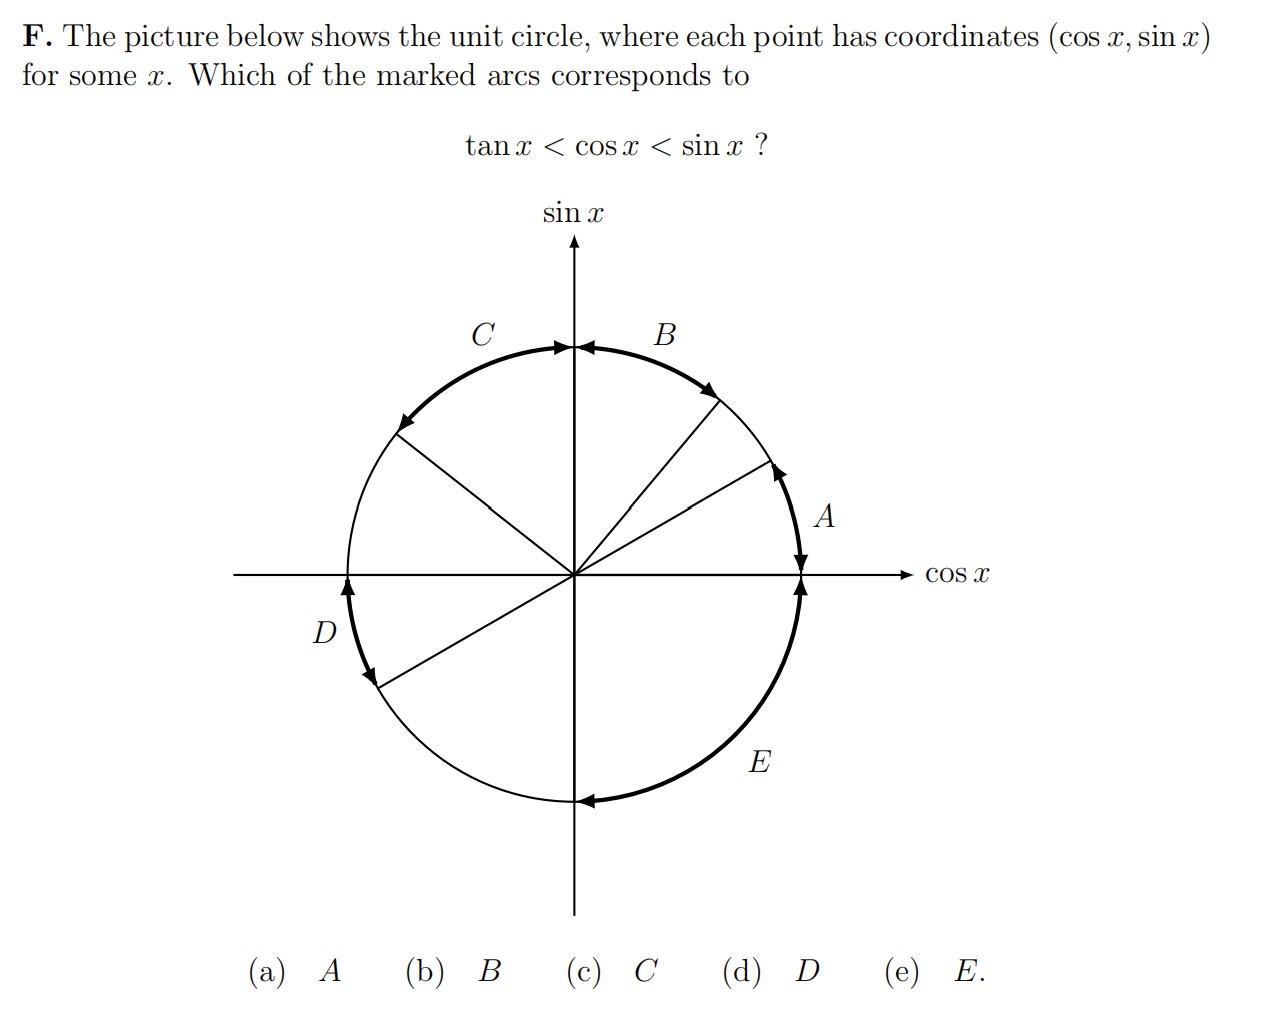 F. The picture below shows the unit circle, where each point has coordinates (cos x, sin x)
for some x. Which of the marked arcs corresponds to
tan x < cos x < sin x ?
sin x
C
B
A
cos x
D
E
(a) A (b) B (c) C (d) D (e) E.